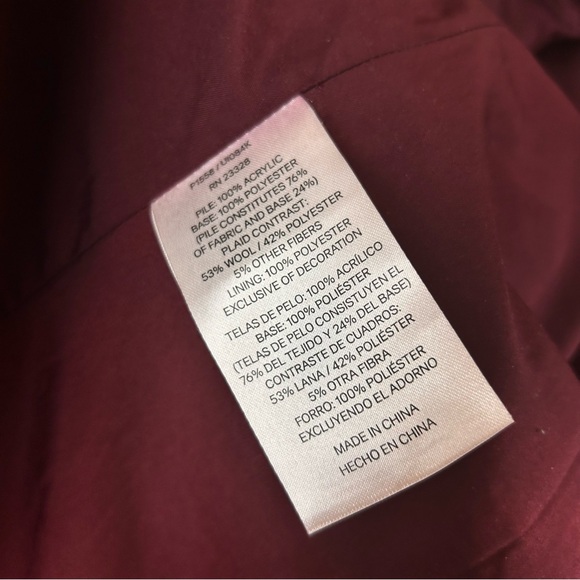 P1558 / UI084K
RN 23328
PILE: 100% ACRYLIC
BASE: 100% POLYESTER
(PILE CONSTITUTES 76%
OF FABRIC AND BASE 24%)
PLAID CONTRAST:
53% WOOL / 42% POLYESTER
5% OTHER FIBERS
LINING: 100% POLYESTER
EXCLUSIVE OF DECORATION
TELAS DE PELO: 100% ACRÍLICO
BASE: 100% POLIÉSTER
(TELAS DE PELO CONSISTUYEN EL
76% DEL TEJIDO Y 24% DEL BASE)
CONTRASTE DE CUADROS:
53% LANA / 42% POLIÉSTER
5% OTRA FIBRA
FORRO: 100% POLIÉSTER
EXCLUYENDO EL ADORNO
MADE IN CHINA
HECHO EN CHINA